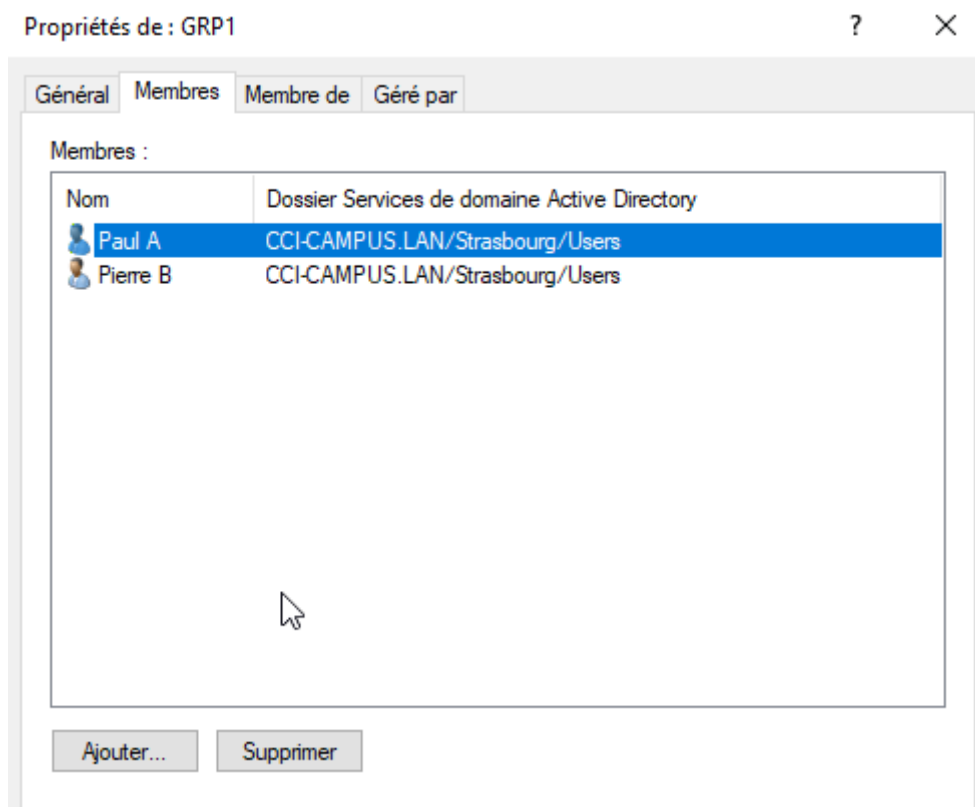 Propriétés de : GRP1 ? ×
Général Membres Membre de Géré par
Membres :
Nom Dossier Services de domaine Active Directory
Paul A CCI-CAMPUS.LAN/Strasbourg/Users
Pierre B CCI-CAMPUS.LAN/Strasbourg/Users
Ajouter... Supprimer